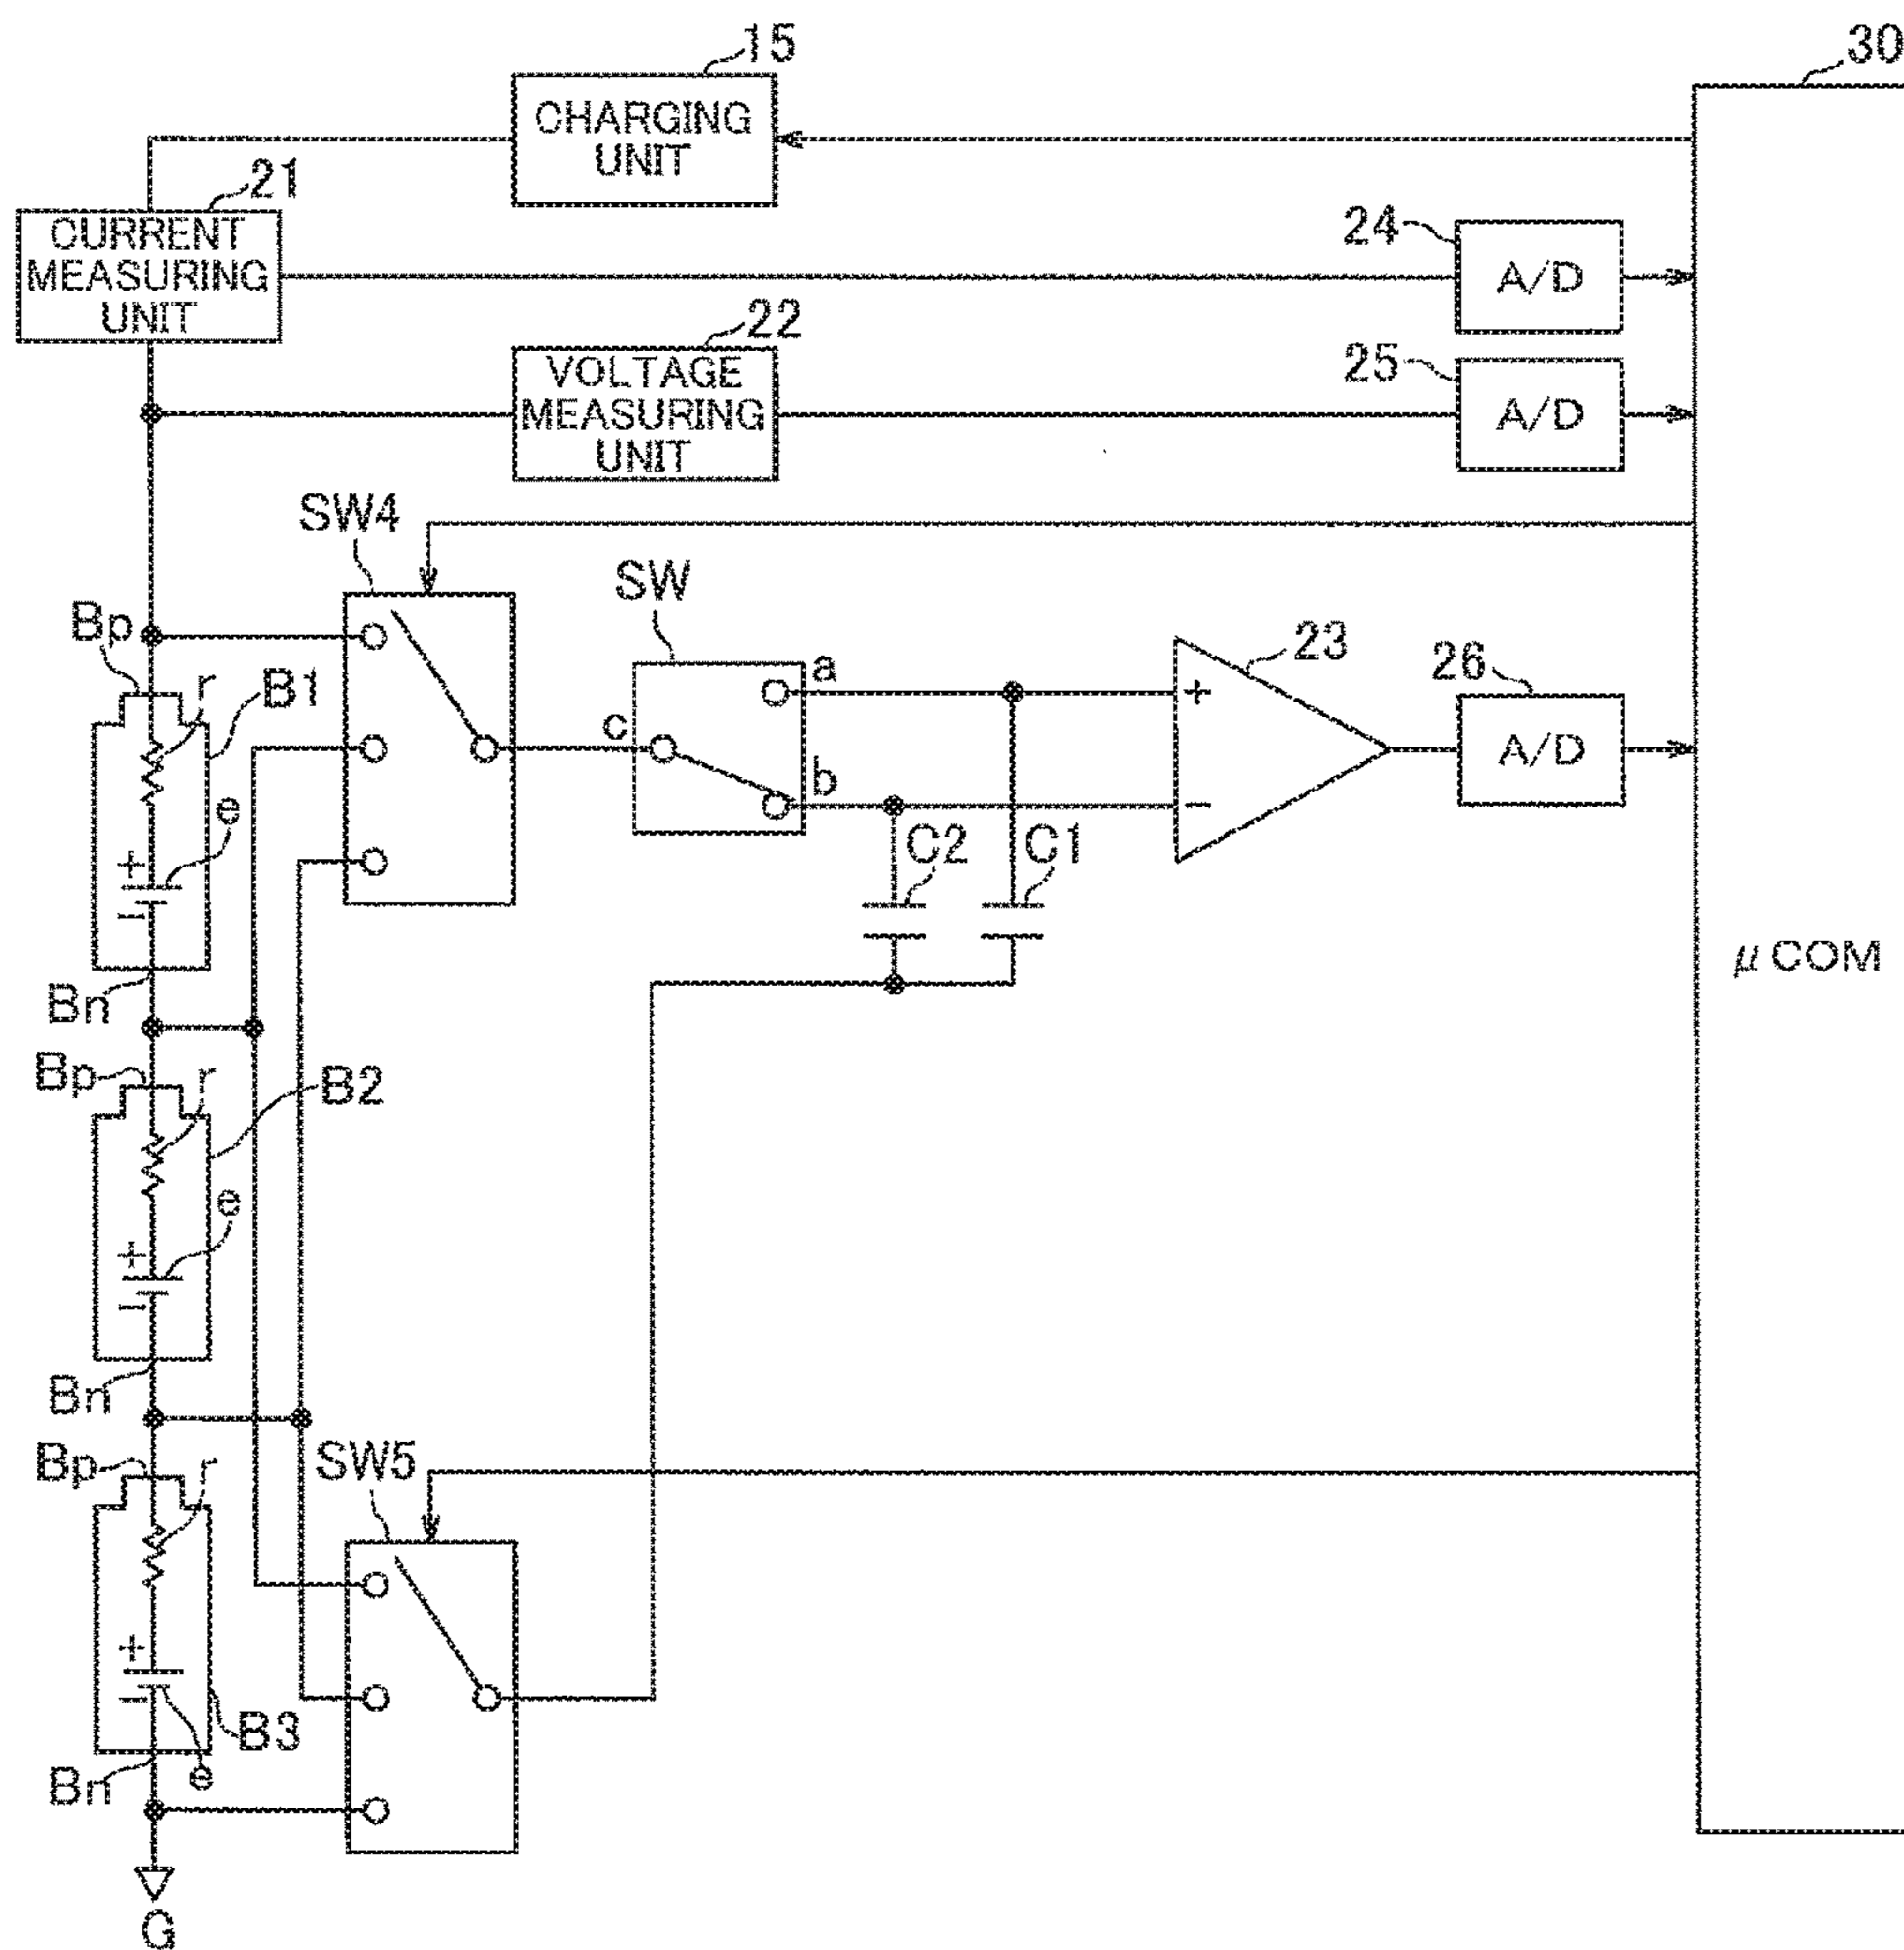 15
30
CHARGING
UNIT
21
CURRENT
MEASURING
UNIT
24
A/D
22
VOLTAGE
MEASURING
UNIT
25
A/D
SW4
SW
Bp
r
B1
c
a
b
23
+
−
26
A/D
e
+
−
C2
C1
μCOM
Bn
Bp
r
B2
e
+
−
Bn
Bp
r
SW5
+
−
B3
Bn
e
G